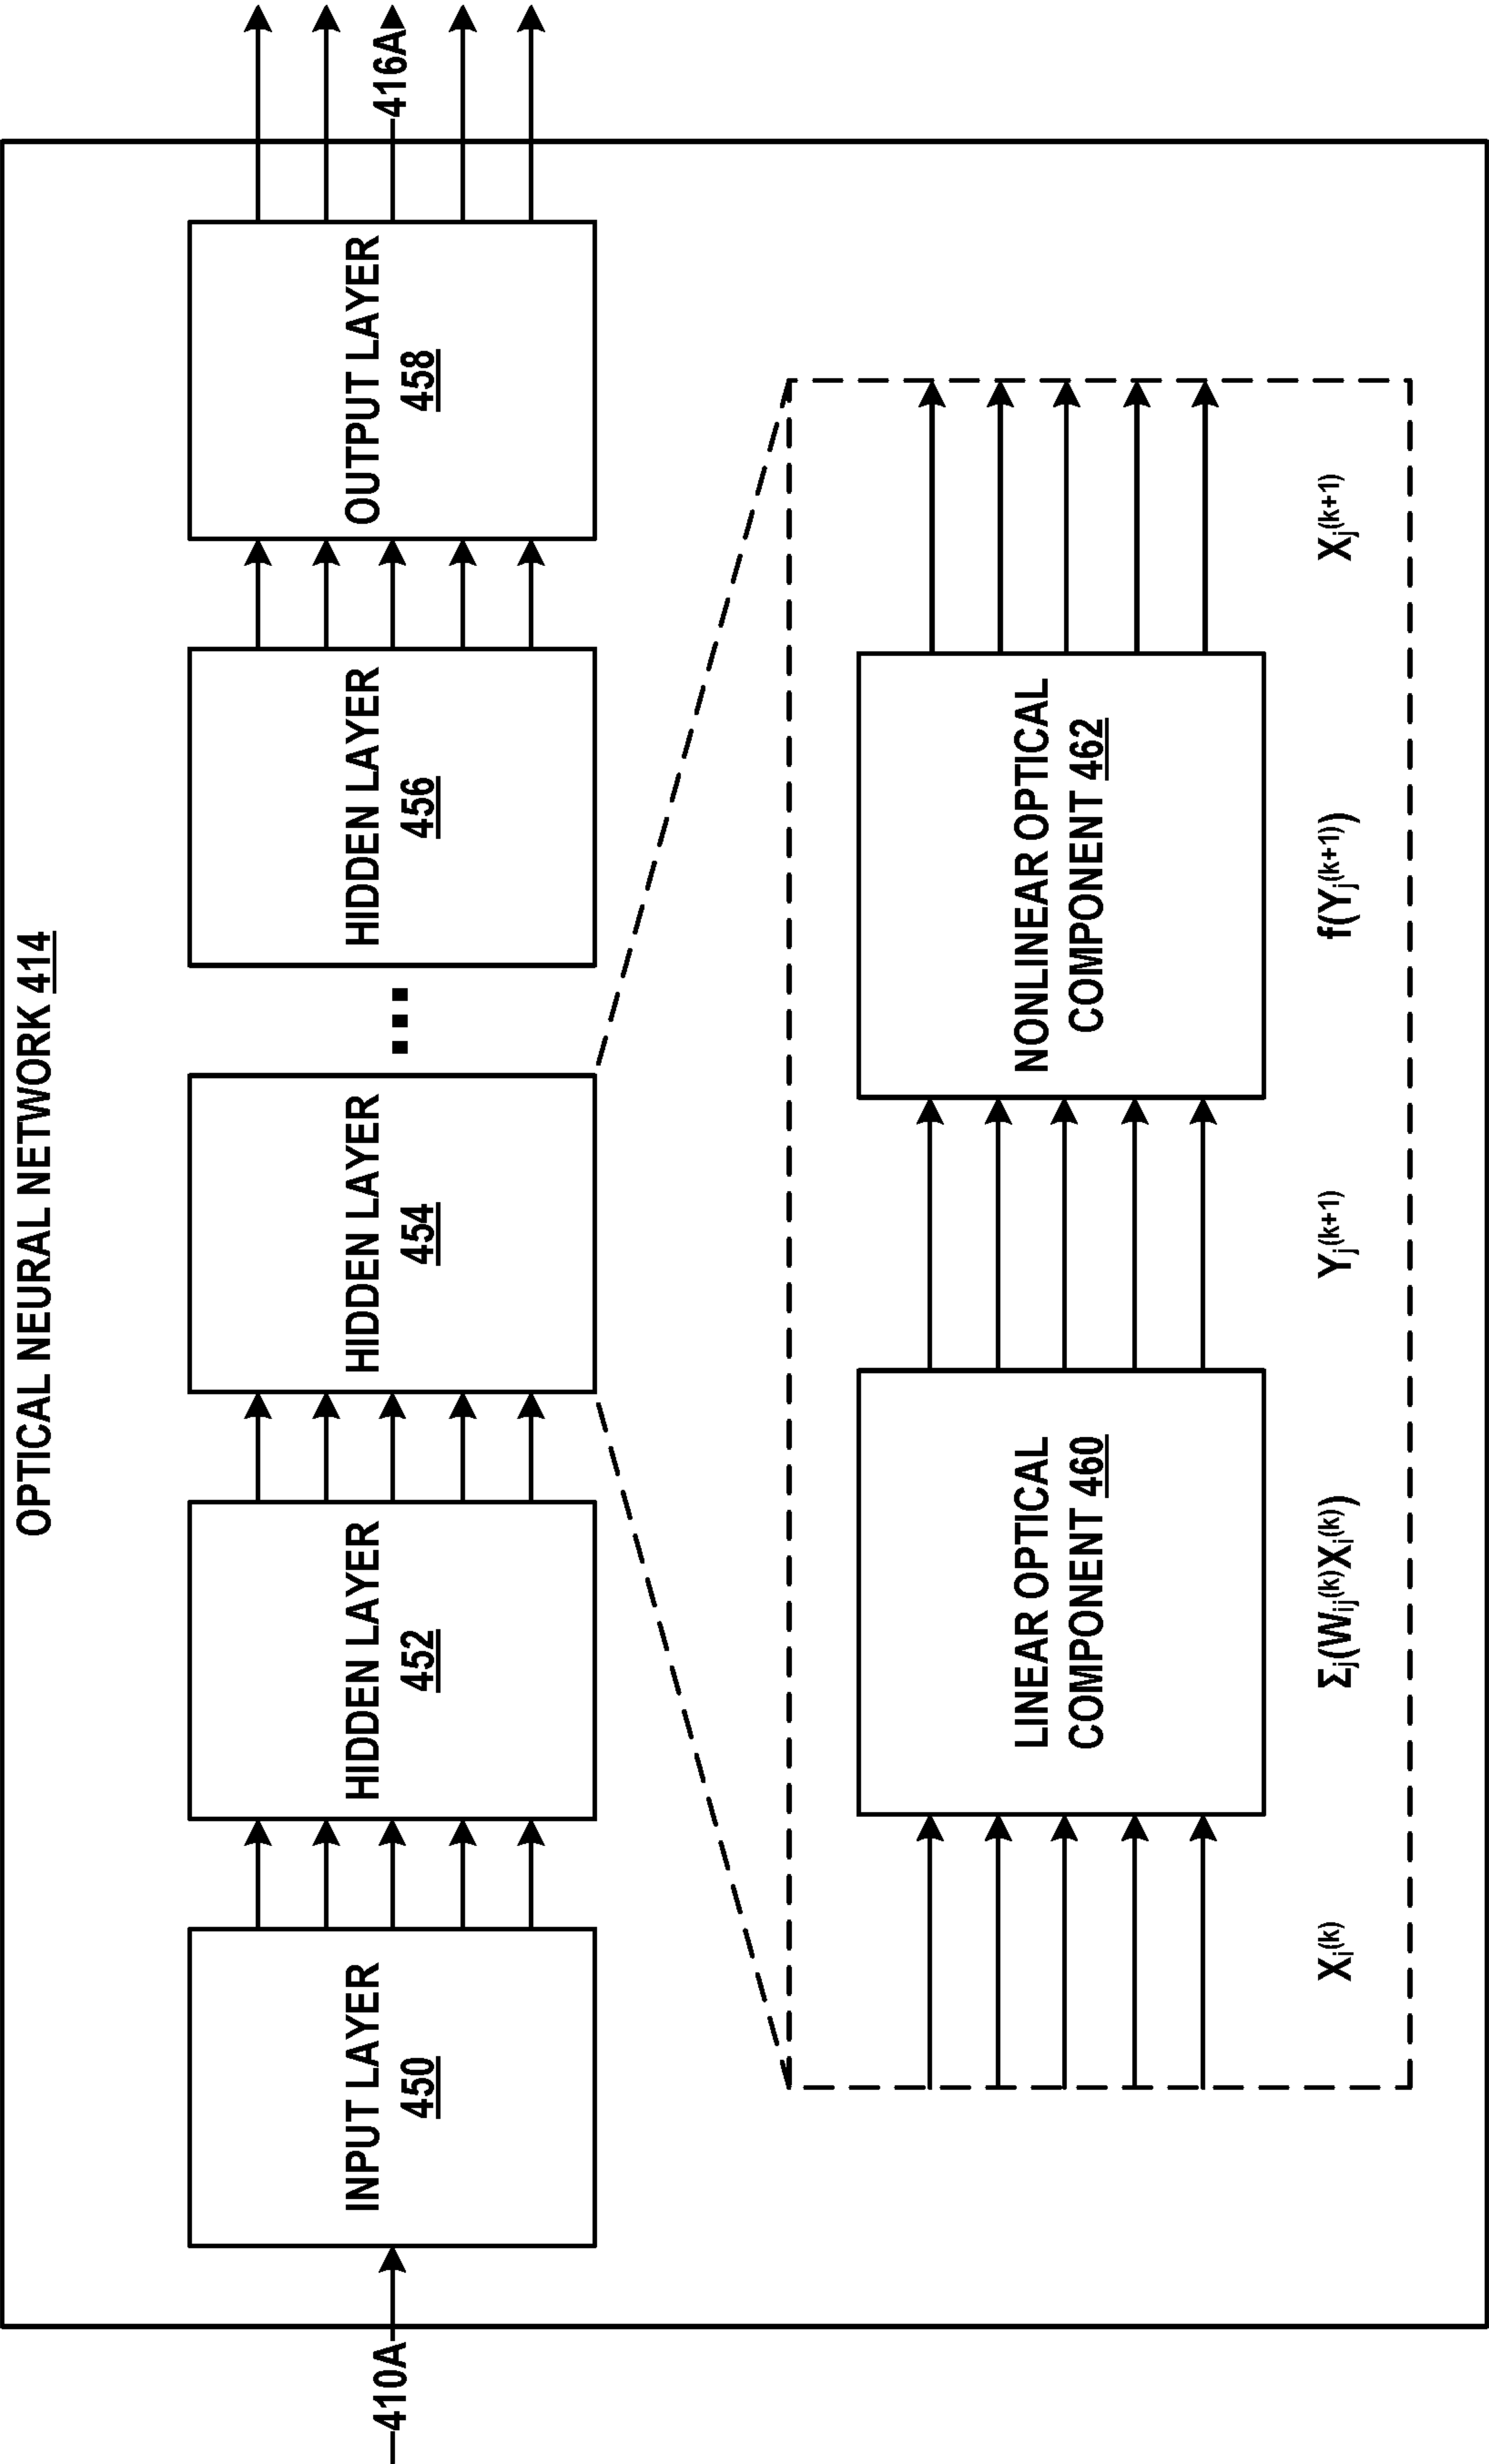 OPTICAL NEURAL NETWORK 414
410A
INPUT LAYER
450
HIDDEN LAYER
452
HIDDEN LAYER
454
...
HIDDEN LAYER
456
OUTPUT LAYER
458
416A
LINEAR OPTICAL
COMPONENT 460
NONLINEAR OPTICAL
COMPONENT 462
Xᵢ⁽ᵏ⁾
Σⱼ(Wᵢⱼ⁽ᵏ⁾Xᵢ⁽ᵏ⁾)
Yⱼ⁽ᵏ⁺¹⁾
f(Yⱼ⁽ᵏ⁺¹⁾)
Xⱼ⁽ᵏ⁺¹⁾